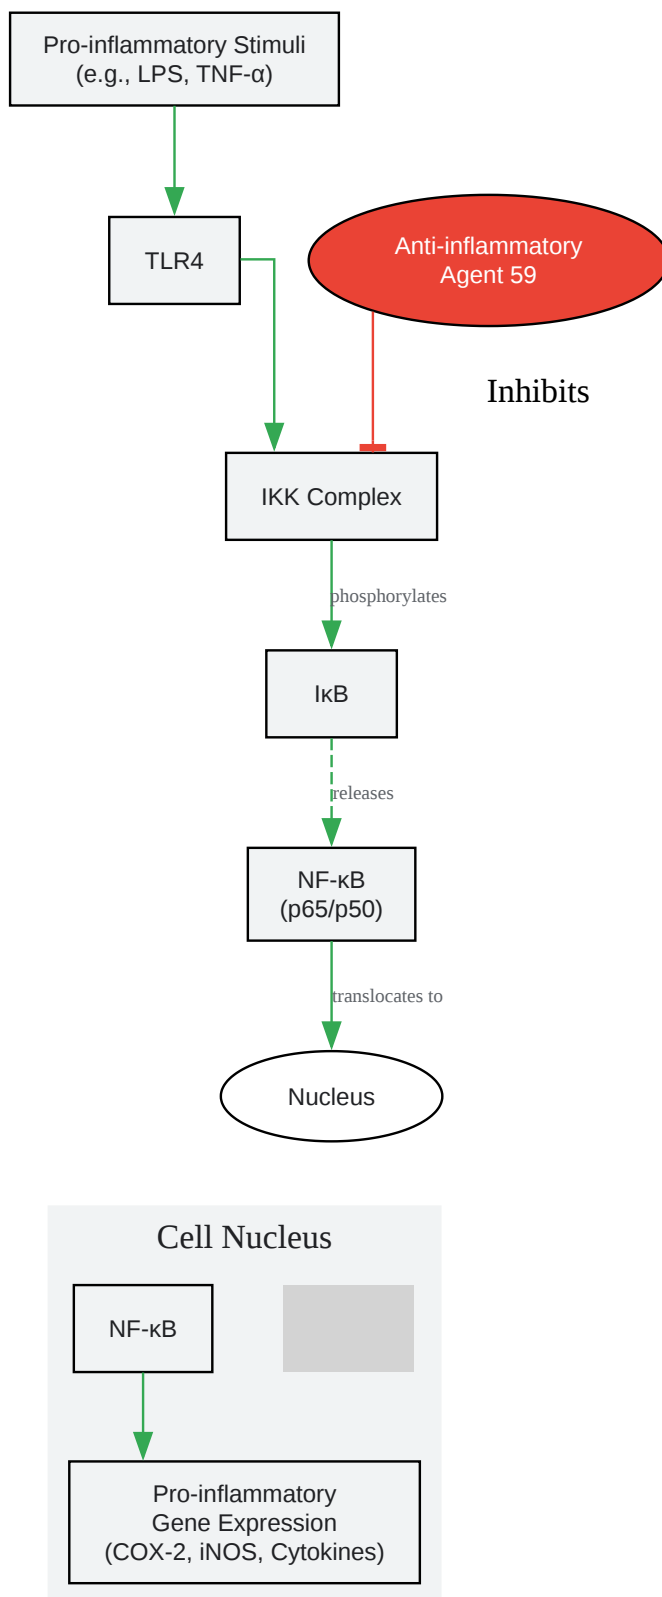 Pro-inflammatory Stimuli
(e.g., LPS, TNF-α)
TLR4
Anti-inflammatory
Agent 59
Inhibits
IKK Complex
phosphorylates
IκB
releases
NF-κB
(p65/p50)
translocates to
Nucleus
Cell Nucleus
NF-κB
Pro-inflammatory
Gene Expression
(COX-2, iNOS, Cytokines)